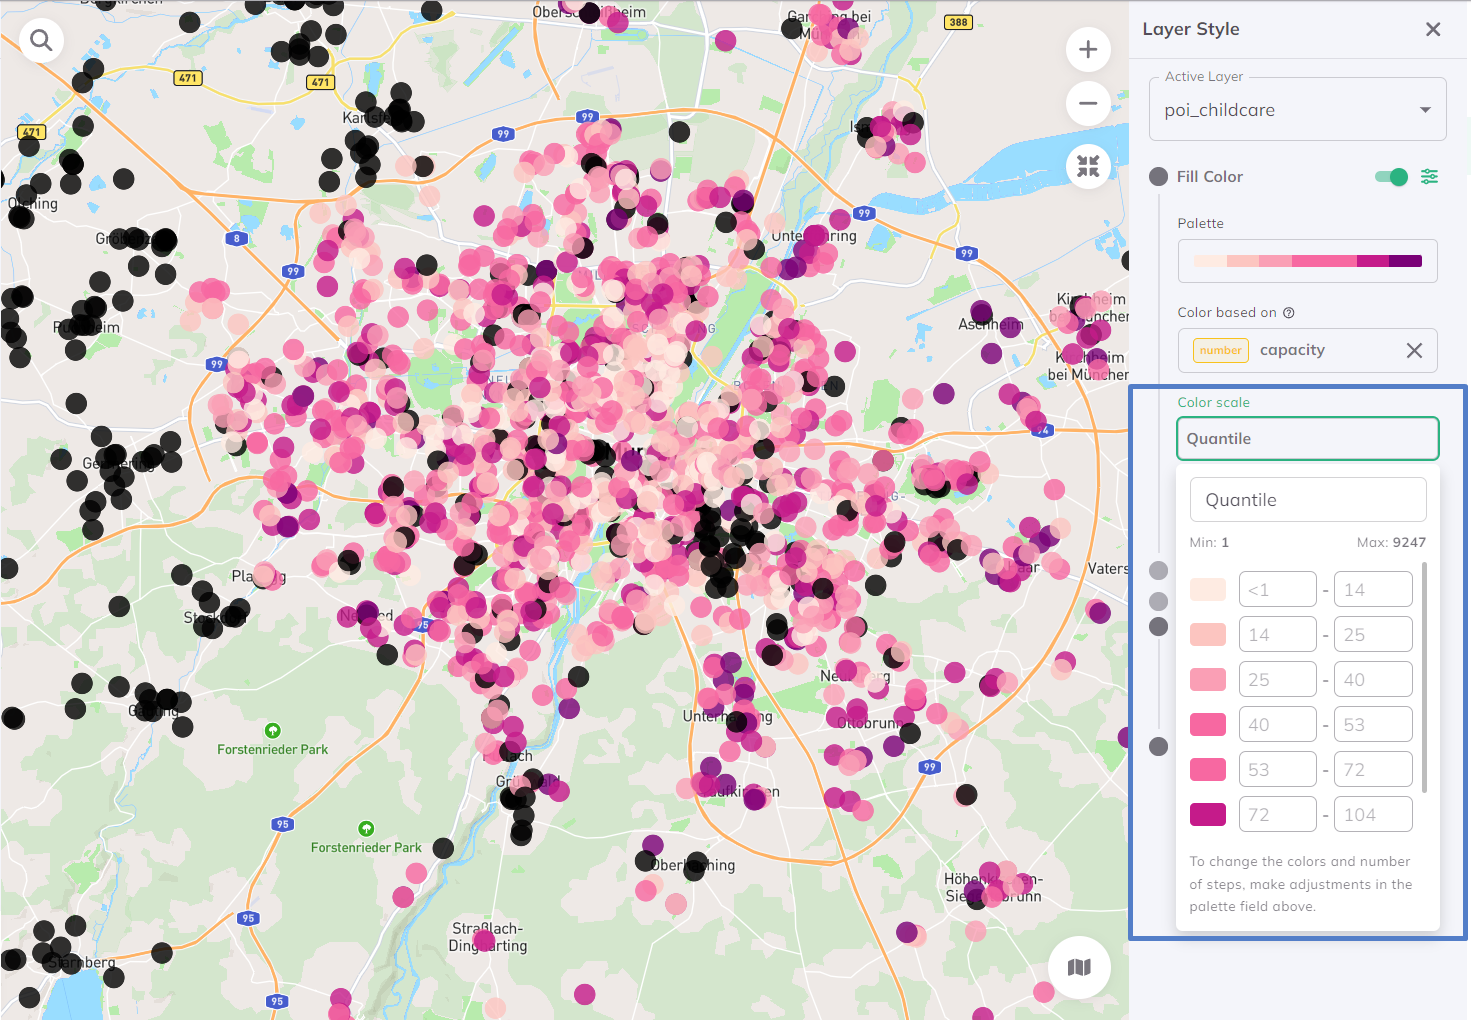 Oberschleißheim
388
471
471
471
Karlsfeld
99
99
Olching
Gröbenzell
8
99
99
Unterföhring
99
Aschheim
Kirchheim
bei München
Kirchheim
bei München
Puchheim
99
94
Germering
Planegg
Stockdorf
Neuried
95
Haar
Vaters
Gauting
Neubiberg
Unterhaching
Ottobrunn
Forstenrieder Park
Pullach
Grünwald
99
Taufkirchen
95
Forstenrieder Park
Oberhaching
Höhenkirchen-
Siegertsbrunn
95
Straßlach-
Dingharting
Starnberg
95
Layer Style
Active Layer
poi_childcare
Fill Color
Palette
Color based on
number capacity
Color scale
Quantile
Quantile
Min: 1 Max: 9247
<1 - 14
14 - 25
25 - 40
40 - 53
53 - 72
72 - 104
To change the colors and number
of steps, make adjustments in the
palette field above.